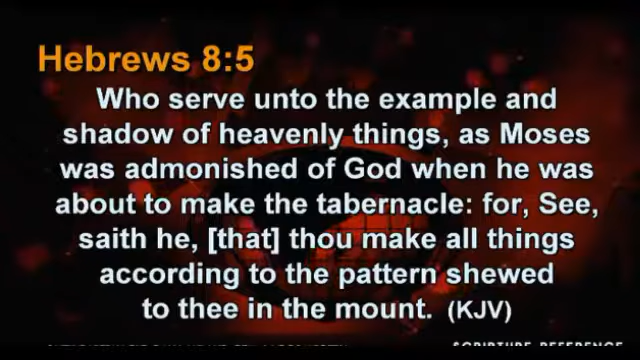 Hebrews 8:5
Who serve unto the example and
shadow of heavenly things, as Moses
was admonished of God when he was
about to make the tabernacle: for, See,
saith he, [that] thou make all things
according to the pattern shewed
to thee in the mount. (KJV)
SCRIPTURE REFERENCE